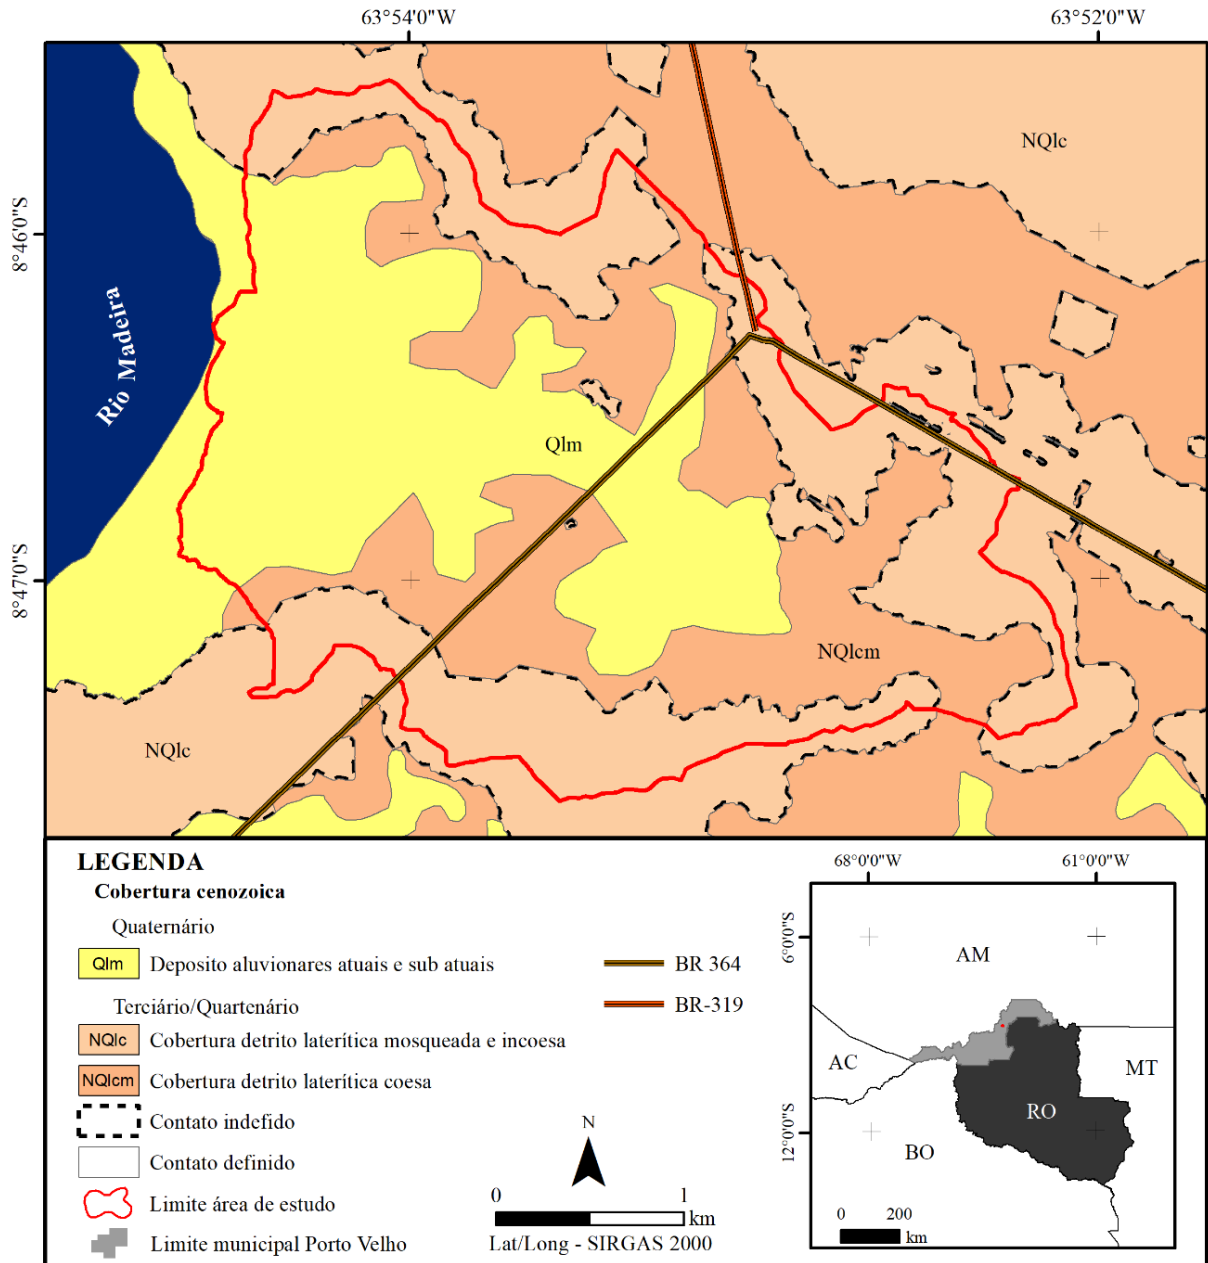 63°54'0"W
63°52'0"W
NQlc
8°46'0"S
Rio Madeira
Qlm
8°47'0"S
NQlcm
NQlc
LEGENDA
Cobertura cenozoica
Quaternário
Qlm Deposito aluvionares atuais e sub atuais
Terciário/Quartenário
NQlc Cobertura detrito laterítica mosqueada e incoesa
NQlcm Cobertura detrito laterítica coesa
Contato indefido
Contato definido
Limite área de estudo
Limite municipal Porto Velho
BR 364
BR-319
N
0 1
km
Lat/Long - SIRGAS 2000
68°0'0"W 61°0'0"W
6°0'0"S
AM
AC
MT
RO
12°0'0"S
BO
0 200
km